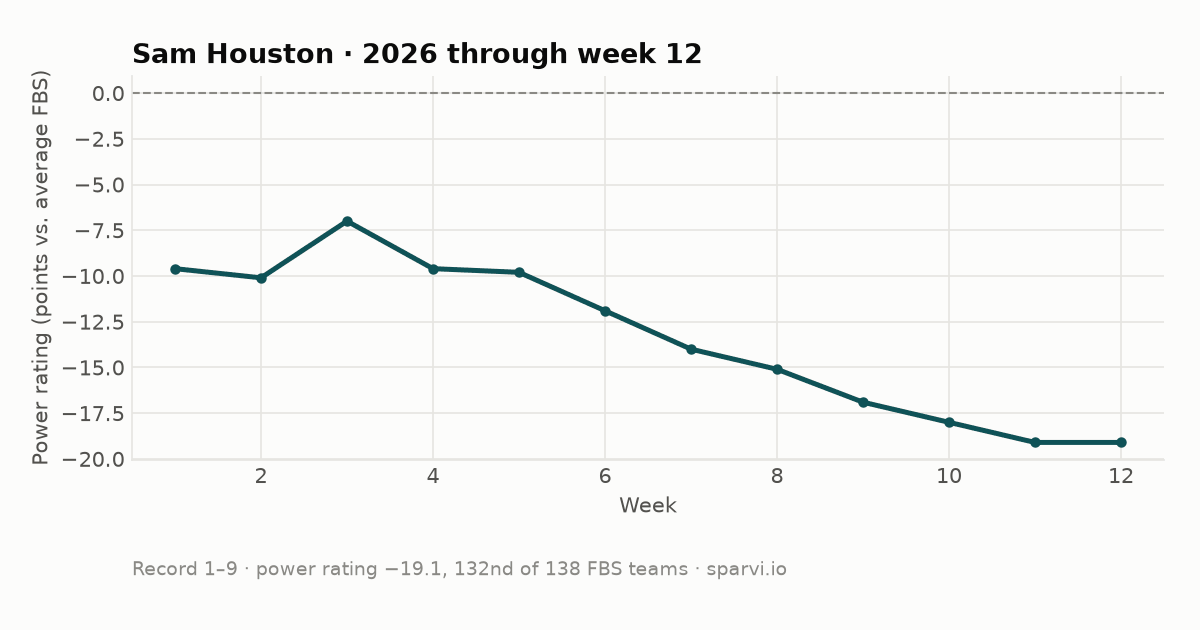 Sam Houston · 2026 through week 12
Power rating (points vs. average FBS)
0.0
−2.5
−5.0
−7.5
−10.0
−12.5
−15.0
−17.5
−20.0
2 4 6 8 10 12
Week
Record 1–9 · power rating −19.1, 132nd of 138 FBS teams · sparvi.io